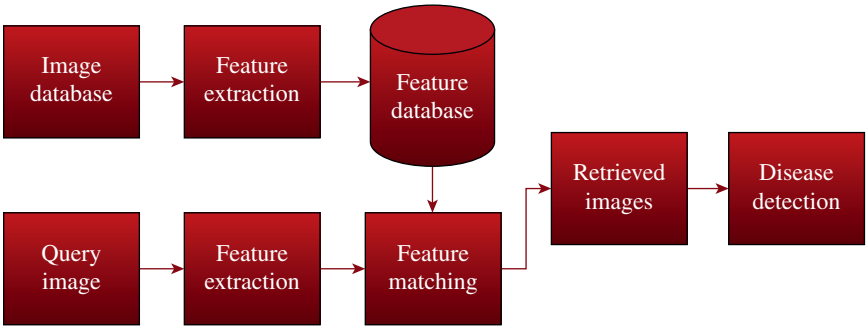 Image
database
Feature
extraction
Feature
database
Retrieved
images
Disease
detection
Query
image
Feature
extraction
Feature
matching